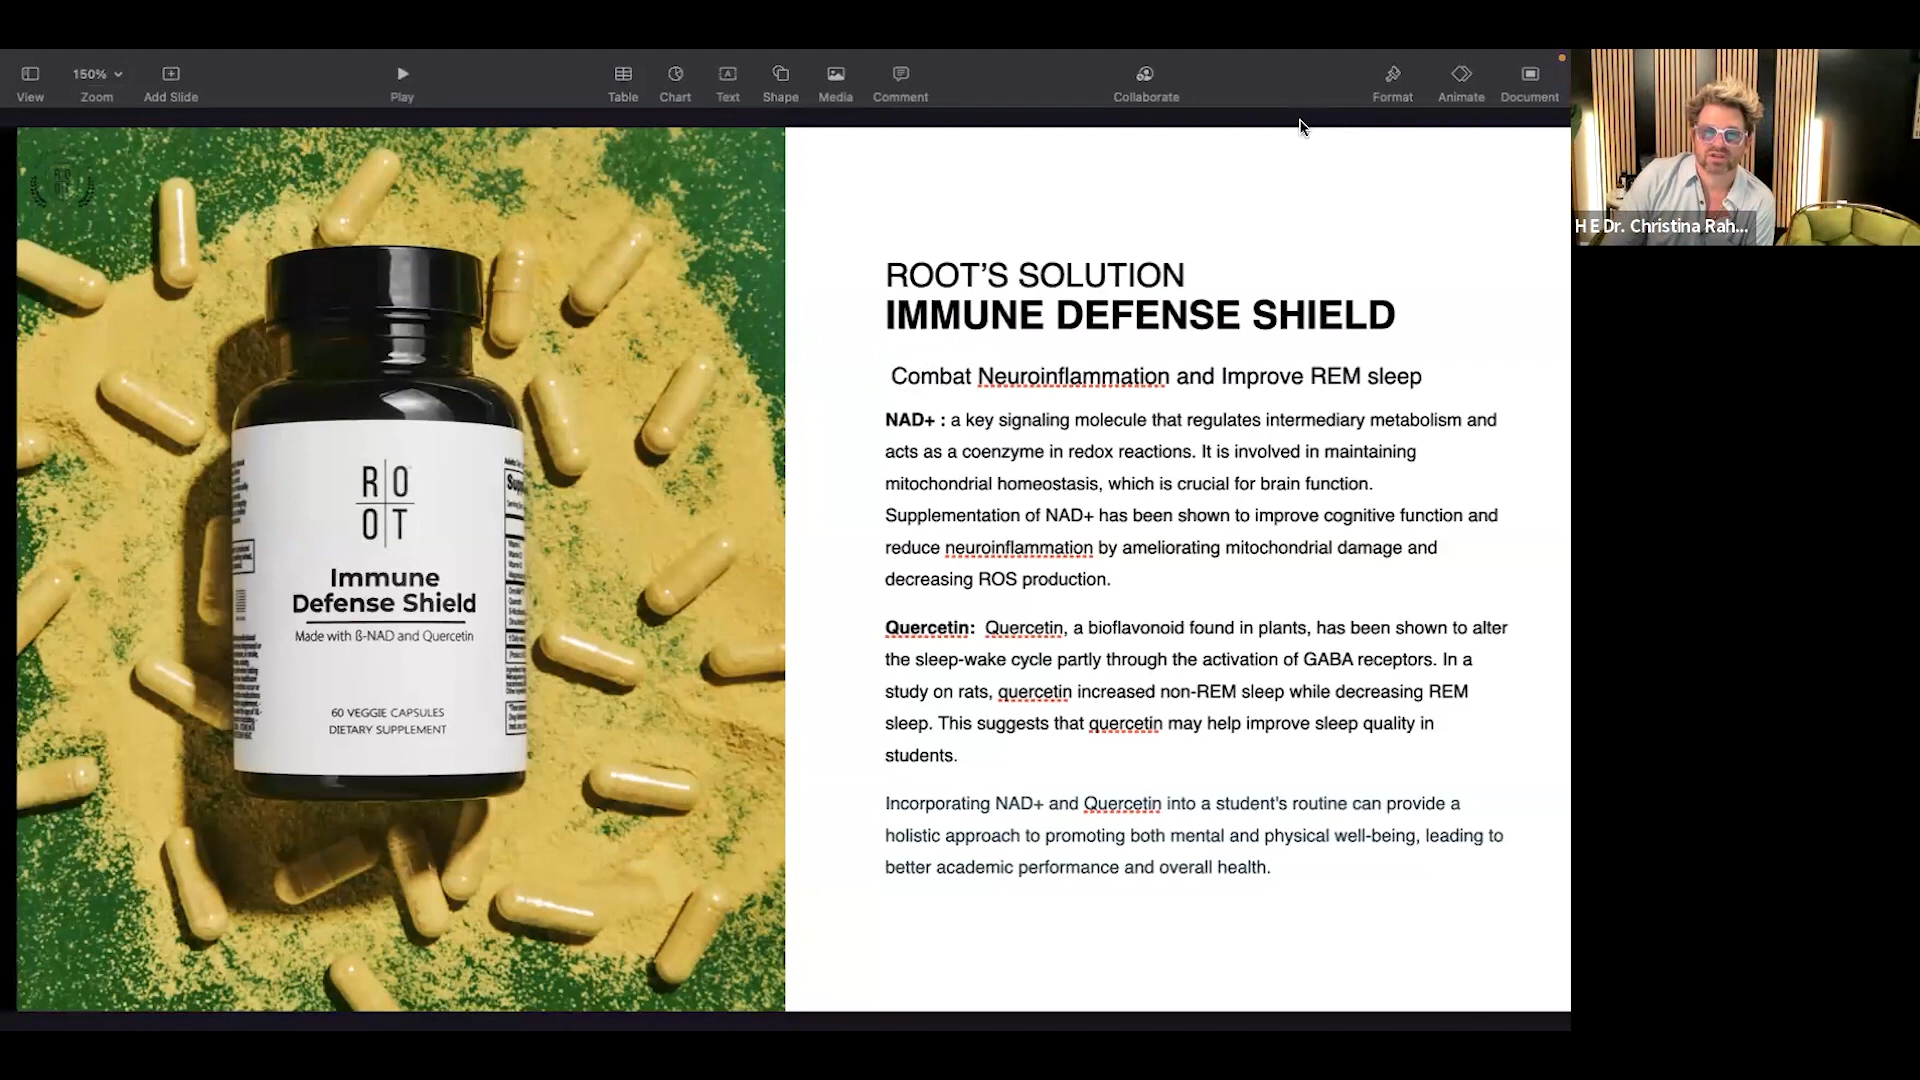 View
150%
Zoom
Add Slide
Play
Table
Chart
Text
Shape
Media
Comment
Collaborate
Format
Animate
Document
H E Dr. Christina Rah...
RO
OT
ROOT'S SOLUTION
IMMUNE DEFENSE SHIELD
Combat Neuroinflammation and Improve REM sleep
NAD+ : a key signaling molecule that regulates intermediary metabolism and
acts as a coenzyme in redox reactions. It is involved in maintaining
mitochondrial homeostasis, which is crucial for brain function.
Supplementation of NAD+ has been shown to improve cognitive function and
reduce neuroinflammation by ameliorating mitochondrial damage and
decreasing ROS production.
Quercetin: Quercetin, a bioflavonoid found in plants, has been shown to alter
the sleep-wake cycle partly through the activation of GABA receptors. In a
study on rats, quercetin increased non-REM sleep while decreasing REM
sleep. This suggests that quercetin may help improve sleep quality in
students.
Incorporating NAD+ and Quercetin into a student's routine can provide a
holistic approach to promoting both mental and physical well-being, leading to
better academic performance and overall health.
RO
OT
Immune
Defense Shield
Made with ß-NAD and Quercetin
60 VEGGIE CAPSULES
DIETARY SUPPLEMENT